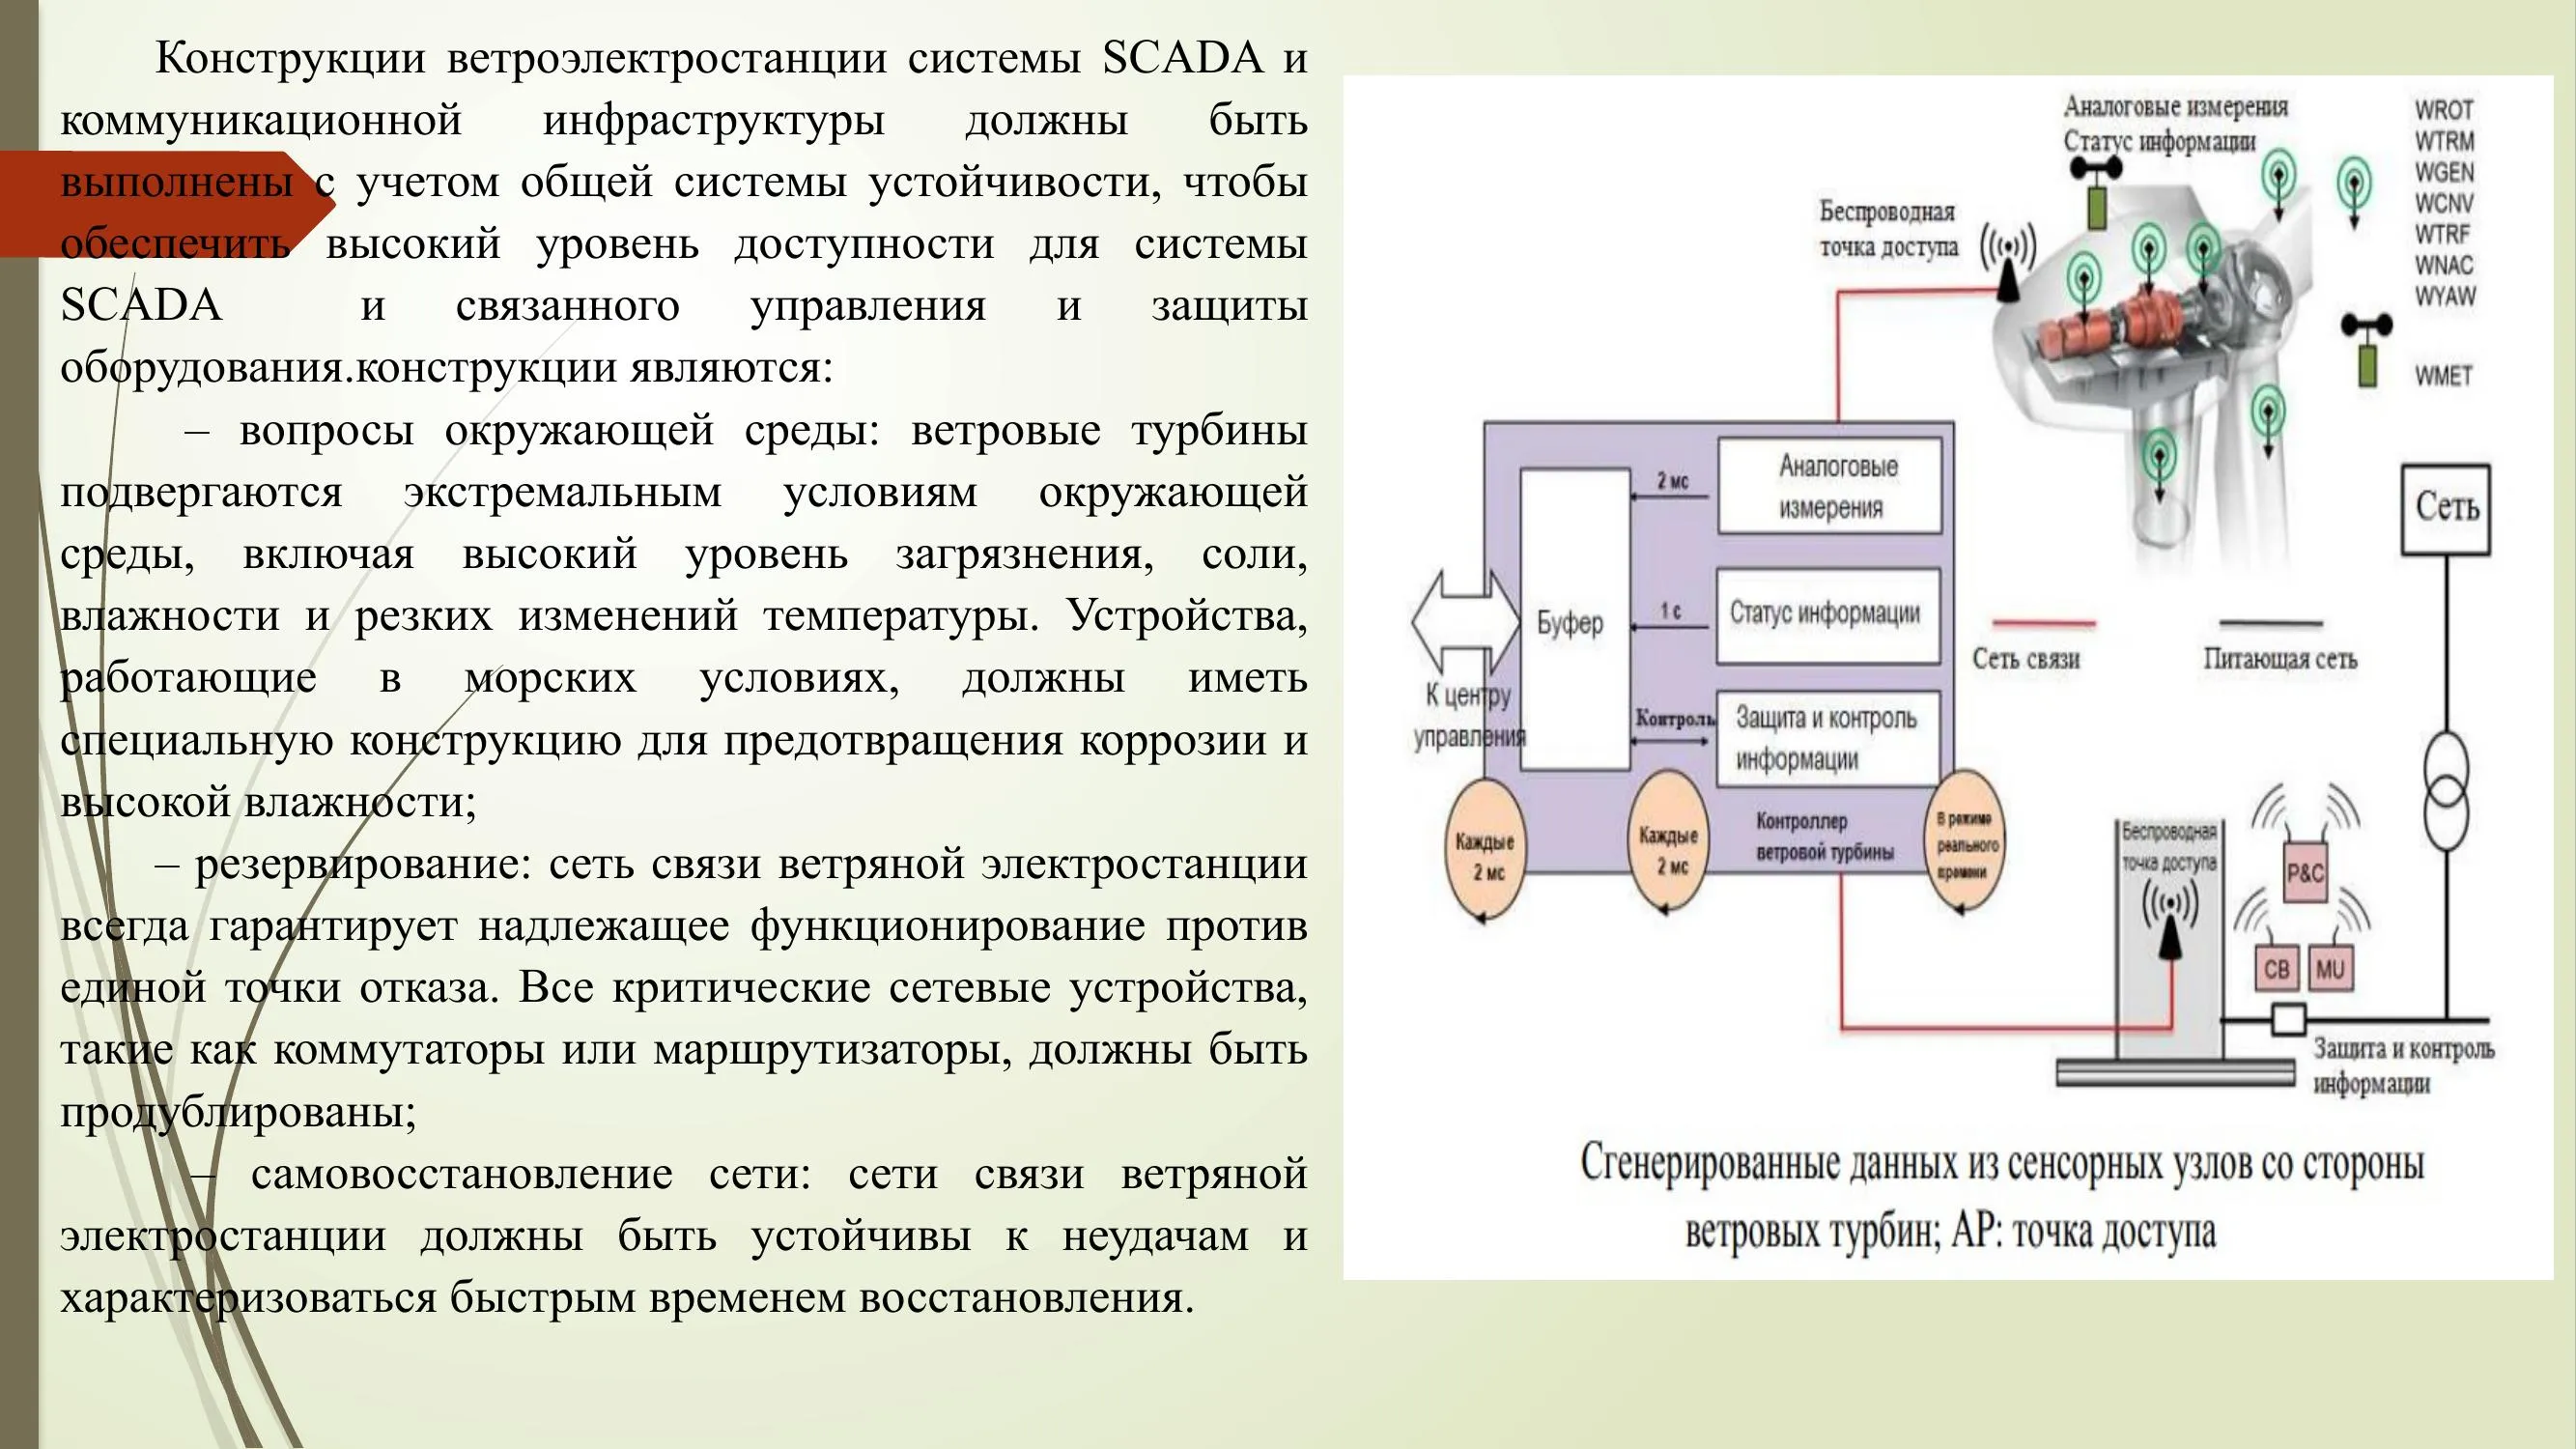 Конструкции ветроэлектростанции системы SCADA и
коммуникационной инфраструктуры должны быть
выполнены с учетом общей системы устойчивости, чтобы
обеспечить высокий уровень доступности для системы
SCADA и связанного управления и защиты
оборудования.конструкции являются:
– вопросы окружающей среды: ветровые турбины
подвергаются экстремальным условиям окружающей
среды, включая высокий уровень загрязнения, соли,
влажности и резких изменений температуры. Устройства,
работающие в морских условиях, должны иметь
специальную конструкцию для предотвращения коррозии и
высокой влажности;
– резервирование: сеть связи ветряной электростанции
всегда гарантирует надлежащее функционирование против
единой точки отказа. Все критические сетевые устройства,
такие как коммутаторы или маршрутизаторы, должны быть
продублированы;
– самовосстановление сети: сети связи ветряной
электростанции должны быть устойчивы к неудачам и
характеризоваться быстрым временем восстановления.
Аналоговые измерения
Статус информации
WROT
WTRM
WGEN
WCNV
WTRF
WNAC
WYAW
WMET
Беспроводная
точка доступа
Аналоговые
измерения
2 мс
Буфер
1 с
Статус информации
К центру
управления
Контроль
Защита и контроль
информации
Каждые
2 мс
Каждые
2 мс
Контроллер
ветровой турбины
В режиме
реального
времени
Сеть связи
Питающая сеть
Сеть
Беспроводная
точка доступа
P&C
CB
MU
Защита и контроль
информации
Сгенерированные данных из сенсорных узлов со стороны
ветровых турбин; AP: точка доступа